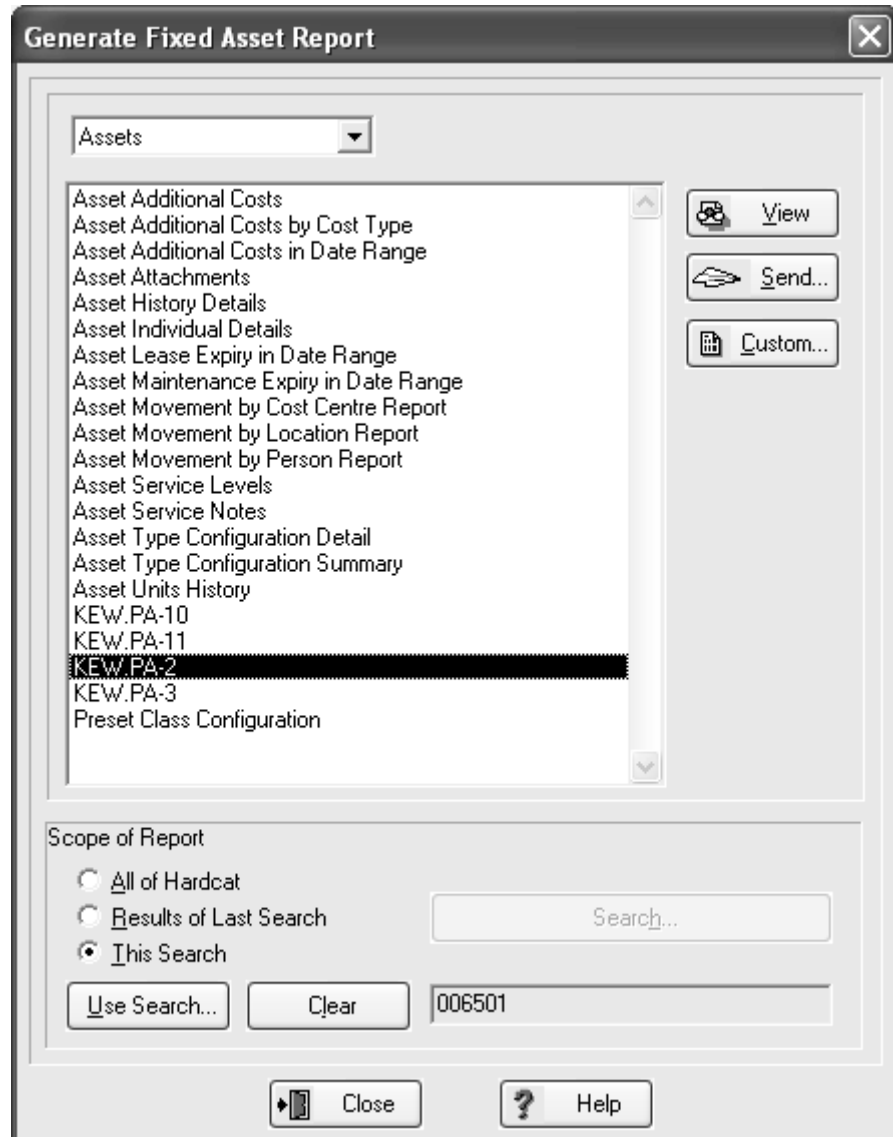 Generate Fixed Asset Report
Assets
Asset Additional Costs
Asset Additional Costs by Cost Type
Asset Additional Costs in Date Range
Asset Attachments
Asset History Details
Asset Individual Details
Asset Lease Expiry in Date Range
Asset Maintenance Expiry in Date Range
Asset Movement by Cost Centre Report
Asset Movement by Location Report
Asset Movement by Person Report
Asset Service Levels
Asset Service Notes
Asset Type Configuration Detail
Asset Type Configuration Summary
Asset Units History
KEW.PA-10
KEW.PA-11
KEW.PA-2
KEW.PA-3
Preset Class Configuration
View
Send...
Custom...
Scope of Report
All of Hardcat
Results of Last Search
Search...
This Search
Use Search...
Clear
006501
Close
Help